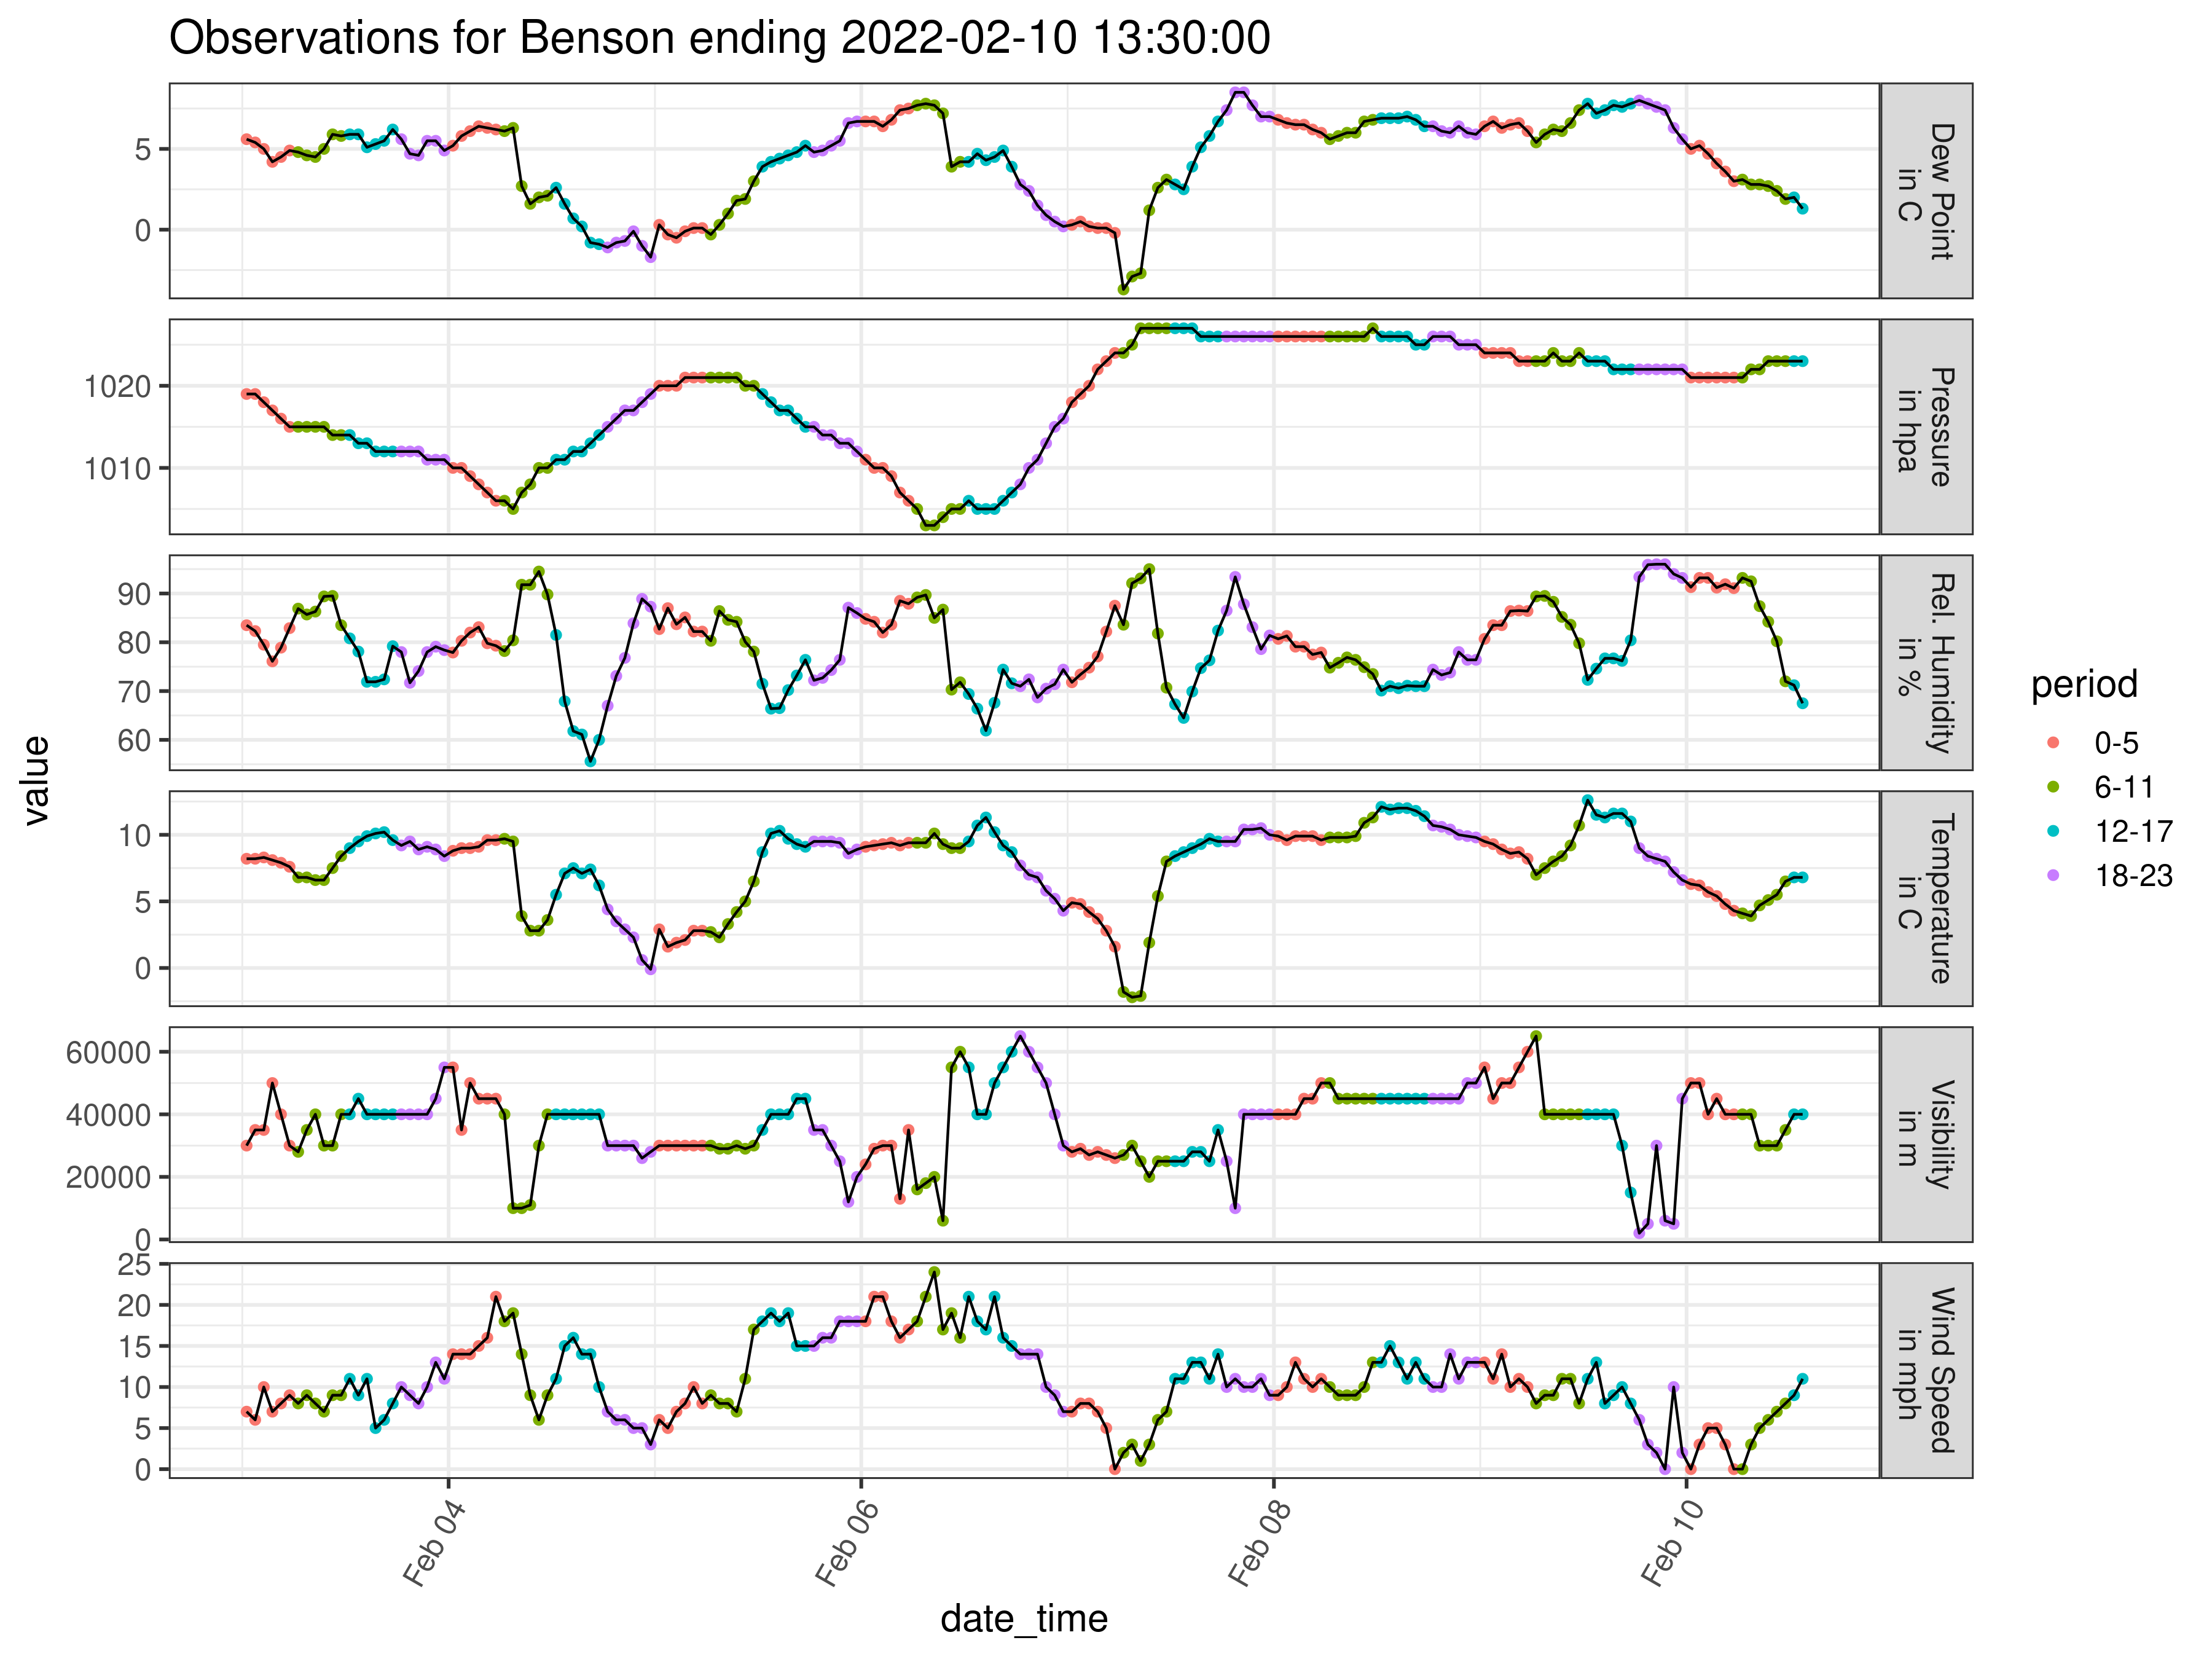 Observations for Benson ending 2022-02-10 13:30:00
value
5
0
Dew Point
in C
1020
1010
Pressure
in hpa
90
80
70
60
Rel. Humidity
in %
10
5
0
Temperature
in C
60000
40000
20000
0
Visibility
in m
25
20
15
10
5
0
Wind Speed
in mph
Feb 04
Feb 06
Feb 08
Feb 10
date_time
period
0-5
6-11
12-17
18-23